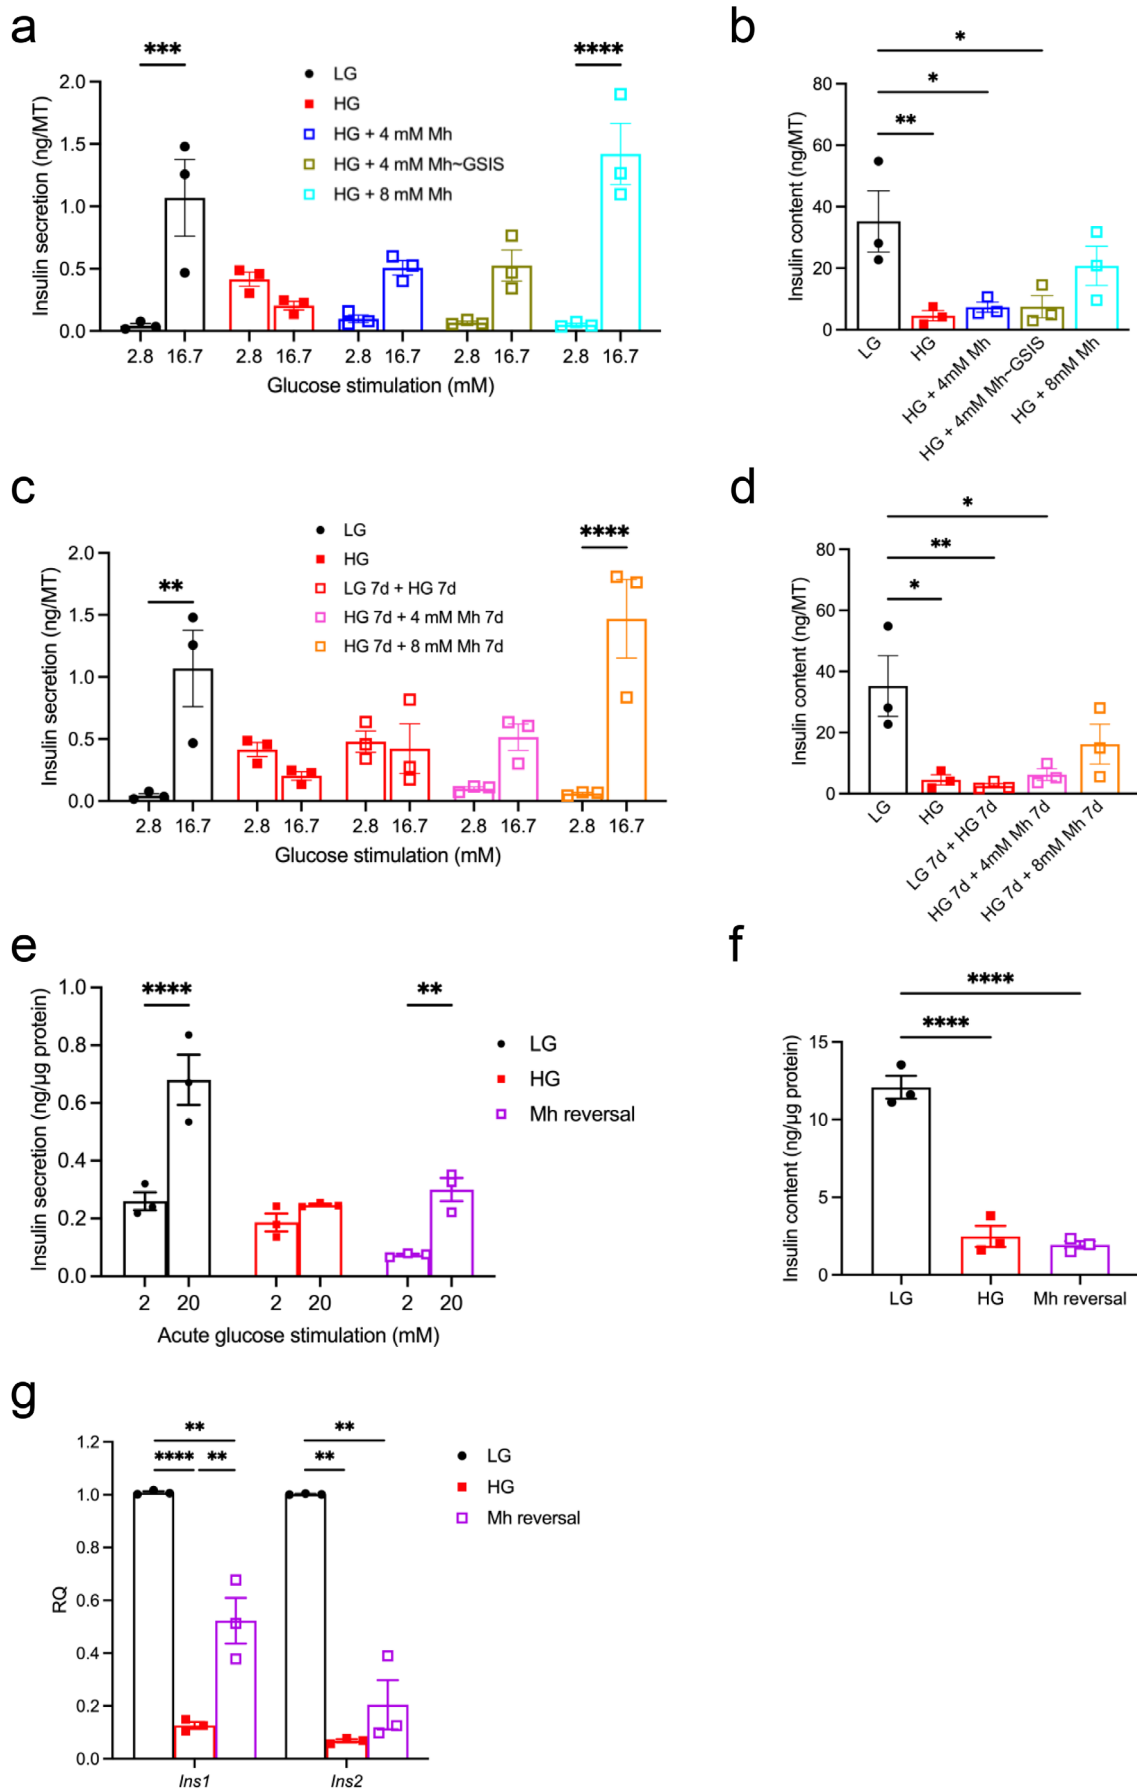 a
***
****
LG
HG
HG + 4 mM Mh
HG + 4 mM Mh~GSIS
HG + 8 mM Mh
Insulin secretion (ng/MT)
2.0
1.5
1.0
0.5
0.0
2.8 16.7 2.8 16.7 2.8 16.7 2.8 16.7 2.8 16.7
Glucose stimulation (mM)
b
*
*
**
Insulin content (ng/MT)
80
60
40
20
0
LG
HG
HG + 4mM Mh
HG + 4mM Mh~GSIS
HG + 8mM Mh
c
**
****
LG
HG
LG 7d + HG 7d
HG 7d + 4 mM Mh 7d
HG 7d + 8 mM Mh 7d
Insulin secretion (ng/MT)
2.0
1.5
1.0
0.5
0.0
2.8 16.7 2.8 16.7 2.8 16.7 2.8 16.7 2.8 16.7
Glucose stimulation (mM)
d
*
**
*
Insulin content (ng/MT)
80
60
40
20
0
LG
HG
LG 7d + HG 7d
HG 7d + 4mM Mh 7d
HG 7d + 8mM Mh 7d
e
****
**
LG
HG
Mh reversal
Insulin secretion (ng/µg protein)
1.0
0.8
0.6
0.4
0.2
0.0
2 20 2 20 2 20
Acute glucose stimulation (mM)
f
****
****
Insulin content (ng/µg protein)
15
10
5
0
LG HG Mh reversal
g
** **
**** ** **
LG
HG
Mh reversal
RQ
1.2
1.0
0.8
0.6
0.4
0.2
0.0
Ins1 Ins2